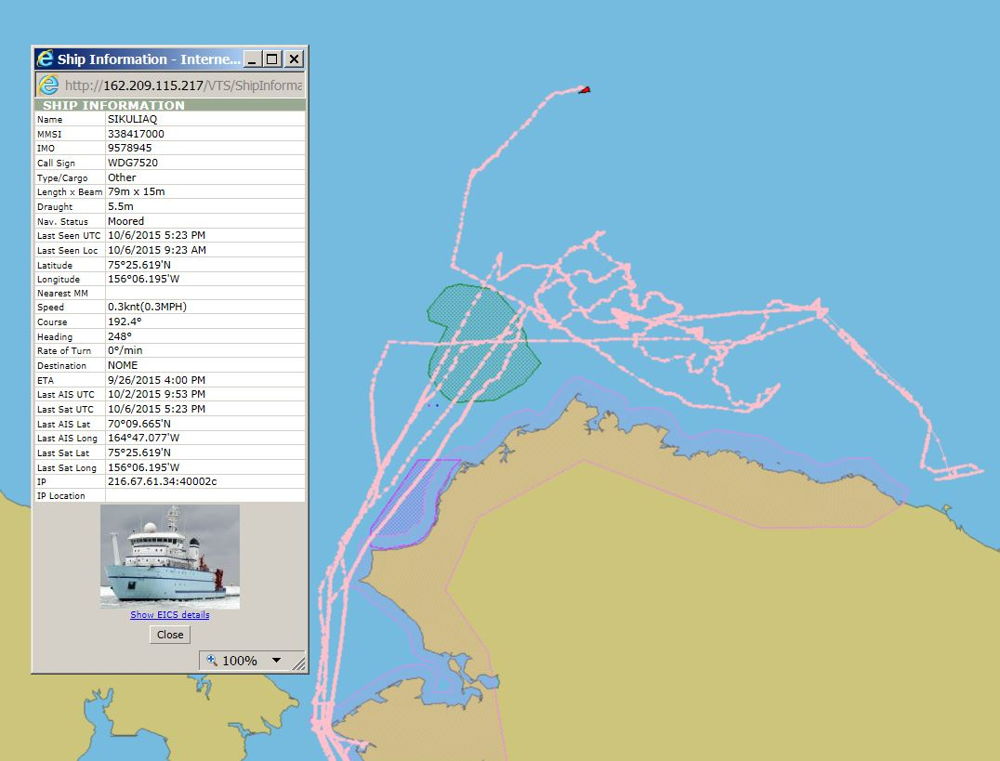 Ship Information - Interne...
http://162.209.115.217/VTS/ShipInforma
SHIP INFORMATION
Name SIKULIAQ
MMSI 338417000
IMO 9578945
Call Sign WDG7520
Type/Cargo Other
Length x Beam 79m x 15m
Draught 5.5m
Nav. Status Moored
Last Seen UTC 10/6/2015 5:23 PM
Last Seen Loc 10/6/2015 9:23 AM
Latitude 75°25.619'N
Longitude 156°06.195'W
Nearest MM
Speed 0.3knt(0.3MPH)
Course 192.4°
Heading 248°
Rate of Turn 0°/min
Destination NOME
ETA 9/26/2015 4:00 PM
Last AIS UTC 10/2/2015 9:53 PM
Last Sat UTC 10/6/2015 5:23 PM
Last AIS Lat 70°09.665'N
Last AIS Long 164°47.077'W
Last Sat Lat 75°25.619'N
Last Sat Long 156°06.195'W
IP 216.67.61.34:40002c
IP Location
Show EICS details
Close
100%